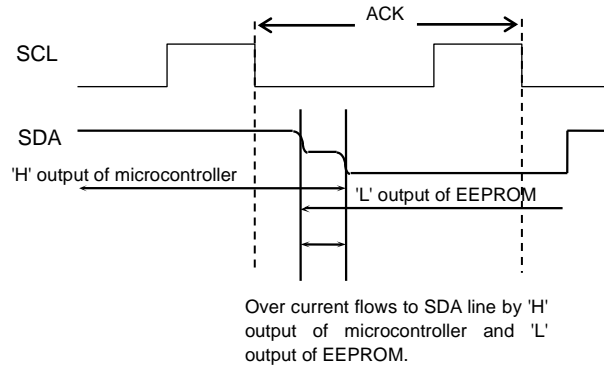 ACK
SCL
SDA
'H' output of microcontroller
'L' output of EEPROM
Over current flows to SDA line by 'H'
output of microcontroller and 'L'
output of EEPROM.